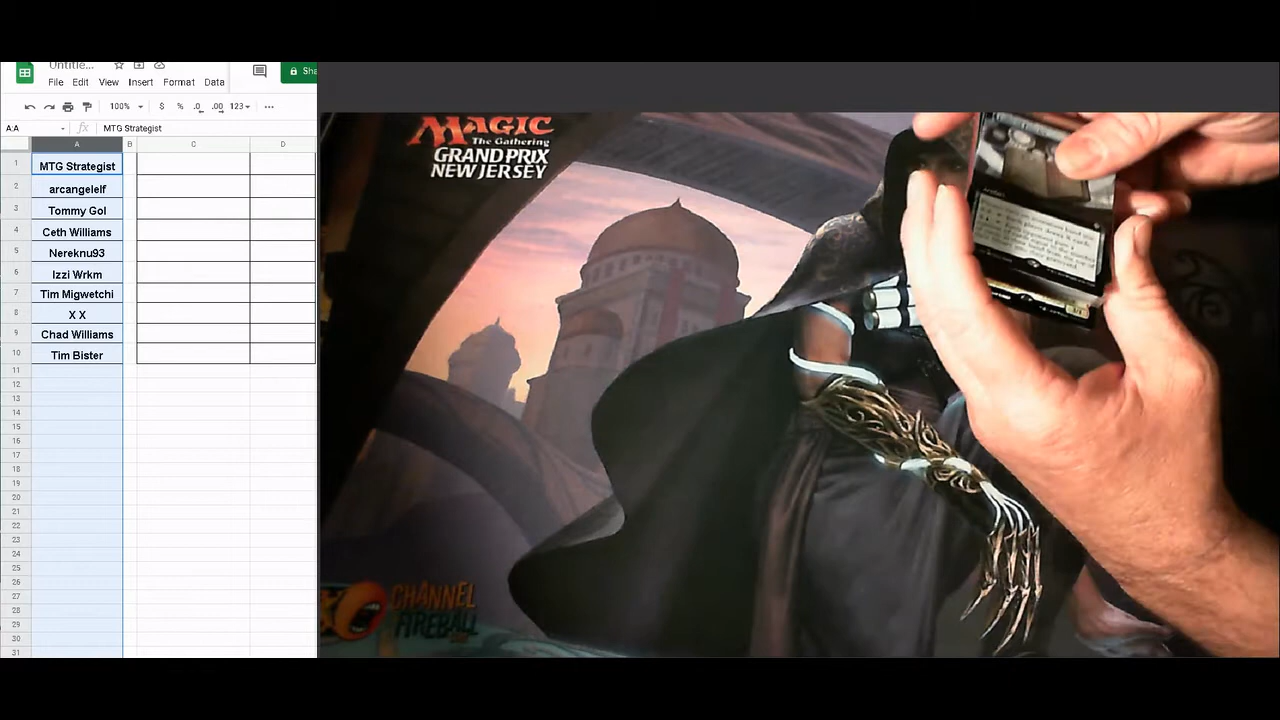 Untitle...
File Edit View Insert Format Data
Sha
100% $ % .0 .00 123
A:A fx MTG Strategist
A B C D
1 MTG Strategist
2 arcangelelf
3 Tommy Gol
4 Ceth Williams
5 Nereknu93
6 Izzi Wrkm
7 Tim Migwetchi
8 X X
9 Chad Williams
10 Tim Bister
11
12
13
14
15
16
17
18
19
20
21
22
23
24
25
26
27
28
29
30
31
MAGIC
The Gathering
GRAND PRIX
NEW JERSEY
CHANNEL
FIREBALL